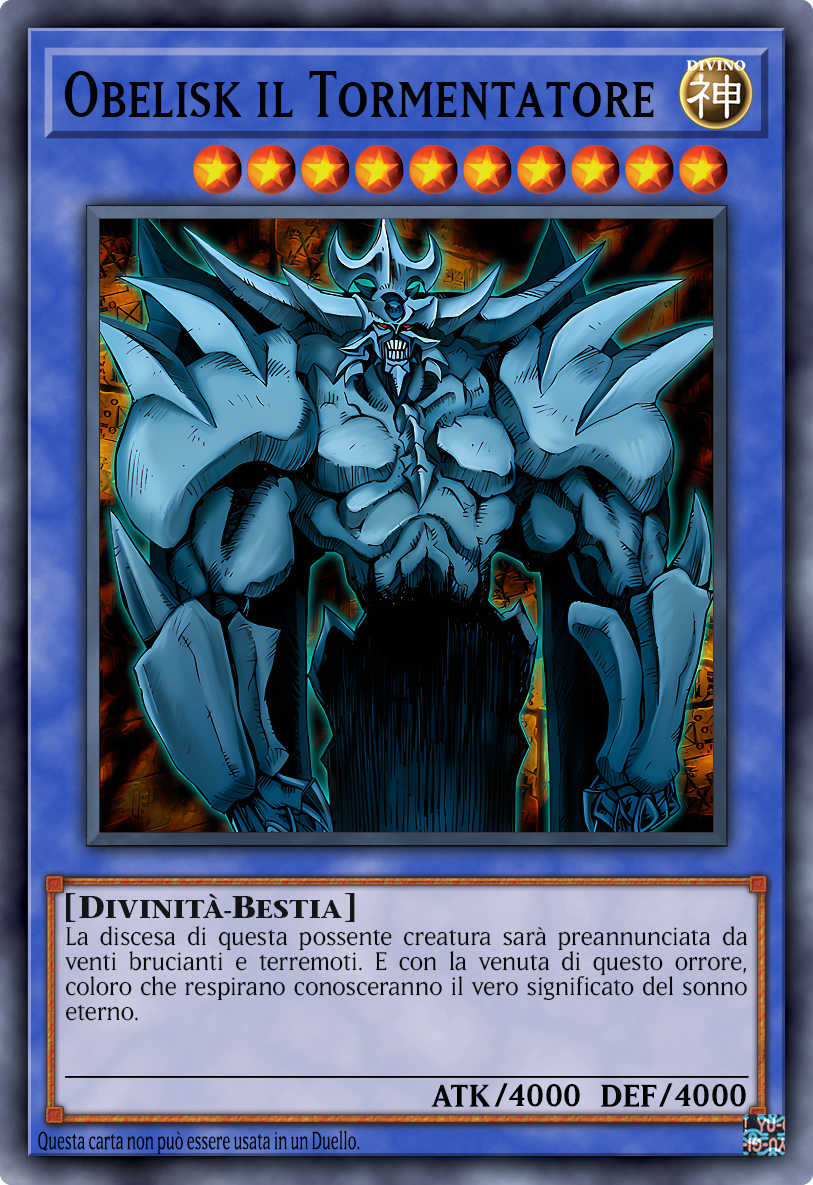 Obelisk il Tormentatore
DIVINO
神
[Divinità-Bestia]
La discesa di questa possente creatura sarà preannunciata da
venti brucianti e terremoti. E con la venuta di questo orrore,
coloro che respirano conosceranno il vero significato del sonno
eterno.
ATK/4000 DEF/4000
Questa carta non può essere usata in un Duello.